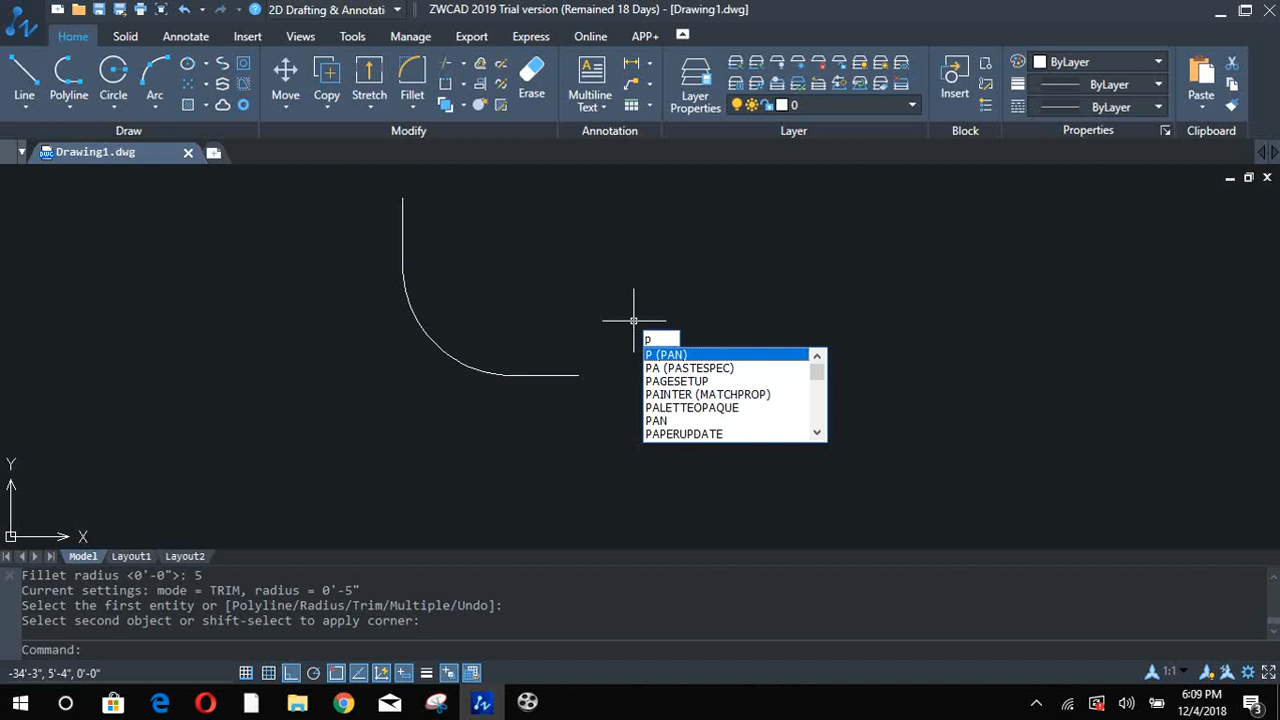 2D Drafting & Annotati
ZWCAD 2019 Trial version (Remained 18 Days) - [Drawing1.dwg]
Home Solid Annotate Insert Views Tools Manage Export Express Online APP+
Line Polyline Circle Arc Move Copy Stretch Fillet Erase Multiline Text Layer Properties Insert Paste
0
ByLayer
ByLayer
ByLayer
Draw Modify Annotation Layer Block Properties Clipboard
Drawing1.dwg
p
P (PAN)
PA (PASTESPEC)
PAGESETUP
PAINTER (MATCHPROP)
PALETTEOPAQUE
PAN
PAPERUPDATE
Y
X
Model Layout1 Layout2
Fillet radius <0'-0">: 5
Current settings: mode = TRIM, radius = 0'-5"
Select the first entity or [Polyline/Radius/Trim/Multiple/Undo]:
Select second object or shift-select to apply corner:
Command:
-34'-3", 5'-4", 0'-0"
1:1
6:09 PM
12/4/2018
3